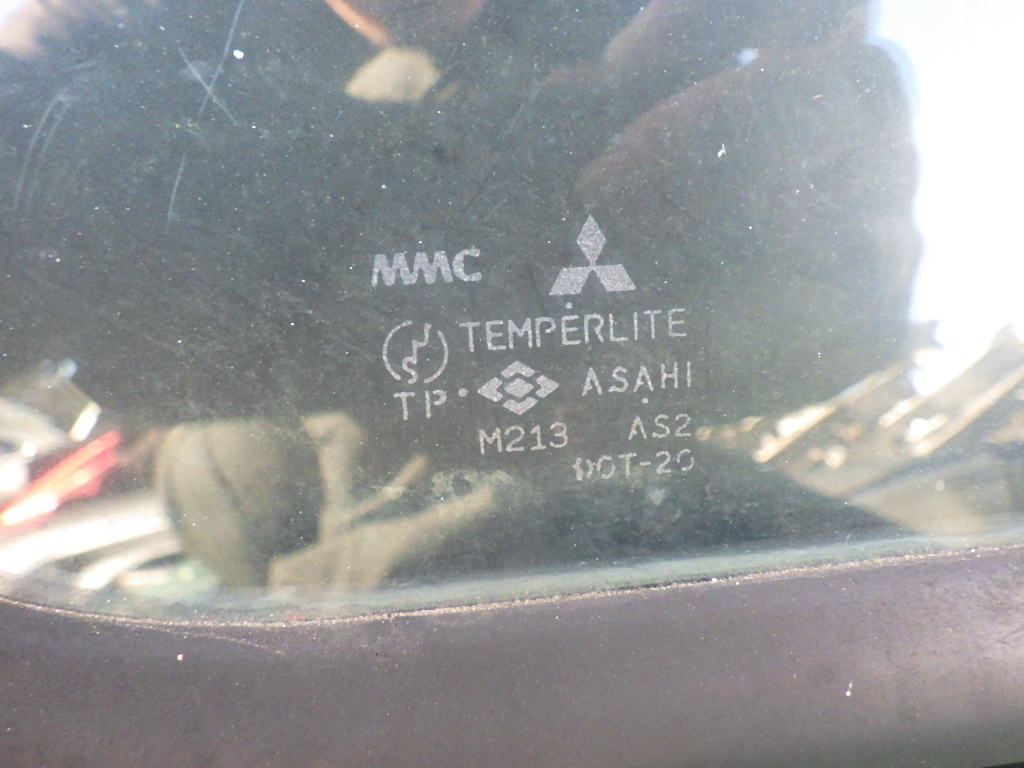 MMC
TEMPERLITE
TP ASAHI
M213 AS2
DOT-20